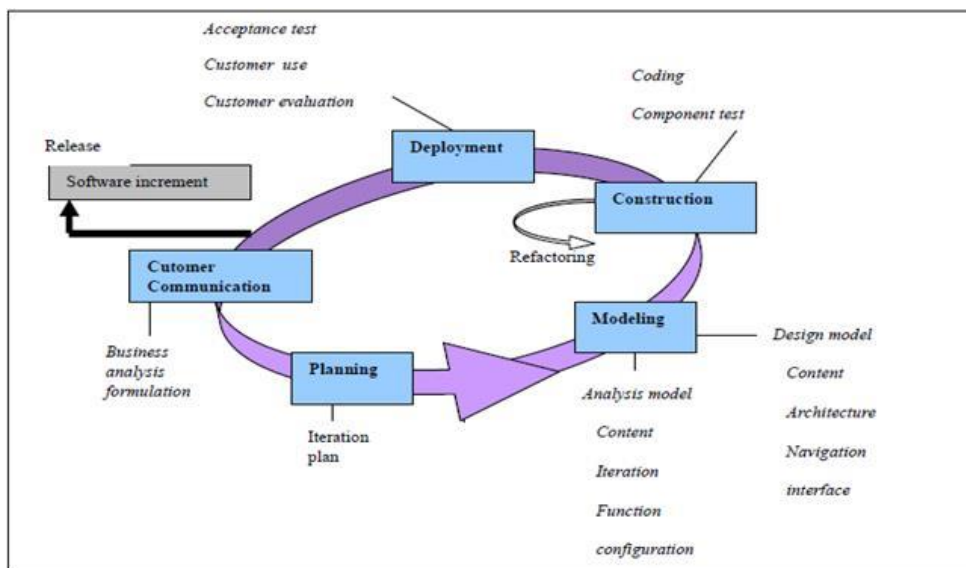 Acceptance test
Customer use
Customer evaluation
Coding
Component test
Deployment
Release
Software increment
Construction
Refactoring
Cutomer
Communication
Modeling
Design model
Business
analysis
formulation
Planning
Analysis model
Content
Iteration
Function
configuration
Content
Architecture
Navigation
interface
Iteration
plan